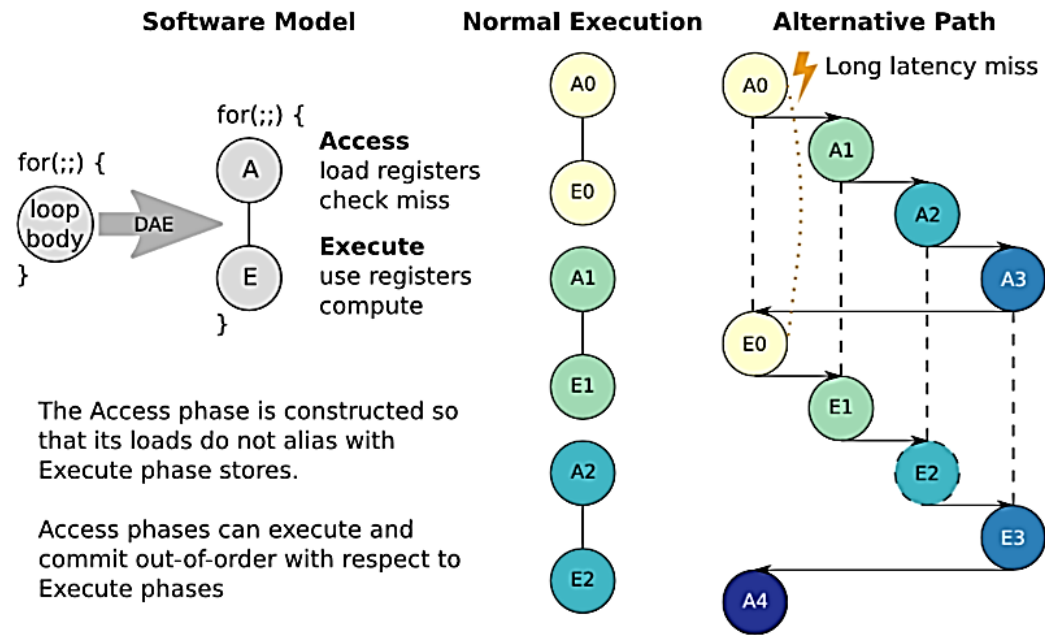 Software Model
for(;;) {
loop
body
}
DAE
for(;;) {
A
E
}
Access
load registers
check miss
Execute
use registers
compute
The Access phase is constructed so
that its loads do not alias with
Execute phase stores.
Access phases can execute and
commit out-of-order with respect to
Execute phases
Normal Execution
A0
E0
A1
E1
A2
E2
Alternative Path
Long latency miss
A0
A1
A2
A3
E0
E1
E2
E3
A4